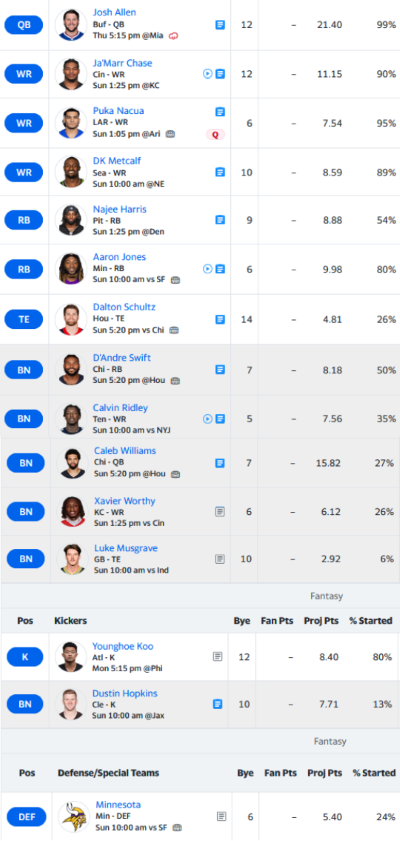 QB Josh Allen 12 – 21.40 99%
Buf - QB
Thu 5:15 pm @Mia
WR Ja'Marr Chase 12 – 11.15 90%
Cin - WR
Sun 1:25 pm @KC
WR Puka Nacua 6 – 7.54 95%
LAR - WR
Sun 1:05 pm @Ari Q
WR DK Metcalf 10 – 8.59 89%
Sea - WR
Sun 10:00 am @NE
RB Najee Harris 9 – 8.88 54%
Pit - RB
Sun 1:25 pm @Den
RB Aaron Jones 6 – 9.98 80%
Min - RB
Sun 10:00 am vs SF
TE Dalton Schultz 14 – 4.81 26%
Hou - TE
Sun 5:20 pm vs Chi
BN D'Andre Swift 7 – 8.18 50%
Chi - RB
Sun 5:20 pm @Hou
BN Calvin Ridley 5 – 7.56 35%
Ten - WR
Sun 10:00 am vs NYJ
BN Caleb Williams 7 – 15.82 27%
Chi - QB
Sun 5:20 pm @Hou
BN Xavier Worthy 6 – 6.12 26%
KC - WR
Sun 1:25 pm vs Cin
BN Luke Musgrave 10 – 2.92 6%
GB - TE
Sun 10:00 am vs Ind
Fantasy
Pos Kickers Bye Fan Pts Proj Pts % Started
K Younghoe Koo 12 – 8.40 80%
Atl - K
Mon 5:15 pm @Phi
BN Dustin Hopkins 10 – 7.71 13%
Cle - K
Sun 10:00 am @Jax
Fantasy
Pos Defense/Special Teams Bye Fan Pts Proj Pts % Started
DEF Minnesota 6 – 5.40 24%
Min - DEF
Sun 10:00 am vs SF